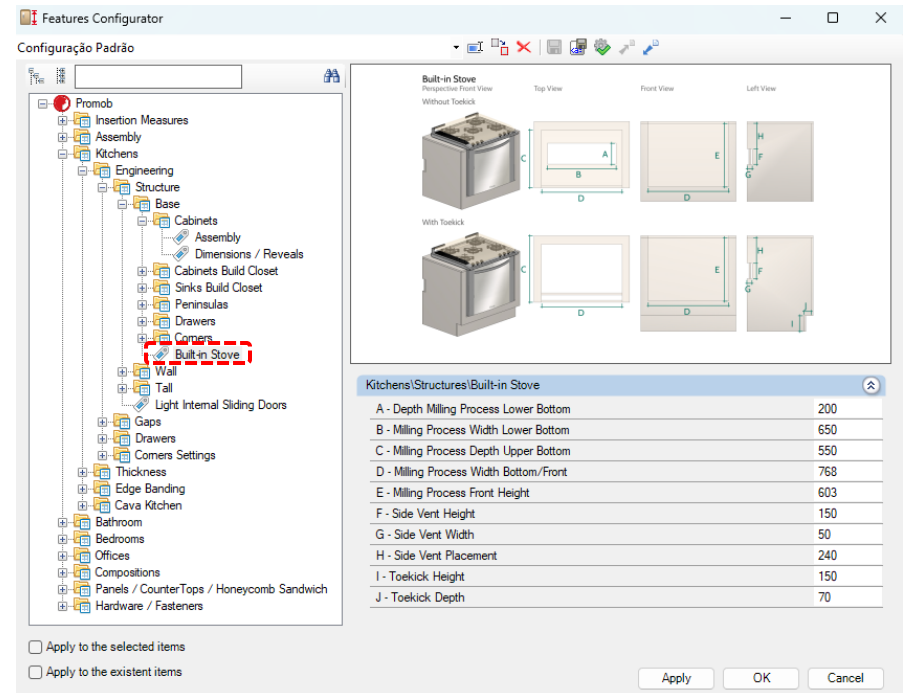 Features Configurator
Configuração Padrão
Promob
Insertion Measures
Assembly
Kitchens
Engineering
Structure
Base
Cabinets
Assembly
Dimensions / Reveals
Cabinets Build Closet
Sinks Build Closet
Peninsulas
Drawers
Corners
Built-in Stove
Wall
Tall
Light Internal Sliding Doors
Gaps
Drawers
Corners Settings
Thickness
Edge Banding
Cava Kitchen
Bathroom
Bedrooms
Offices
Compositions
Panels / CounterTops / Honeycomb Sandwich
Hardware / Fasteners
Built-in Stove
Perspective Front View Top View Front View Left View
Without Toekick
C A B D E D H F G
With Toekick
C D E D H F G J I
Kitchens\Structures\Built-in Stove
A - Depth Milling Process Lower Bottom 200
B - Milling Process Width Lower Bottom 650
C - Milling Process Depth Upper Bottom 550
D - Milling Process Width Bottom/Front 768
E - Milling Process Front Height 603
F - Side Vent Height 150
G - Side Vent Width 50
H - Side Vent Placement 240
I - Toekick Height 150
J - Toekick Depth 70
Apply to the selected items
Apply to the existent items
Apply OK Cancel